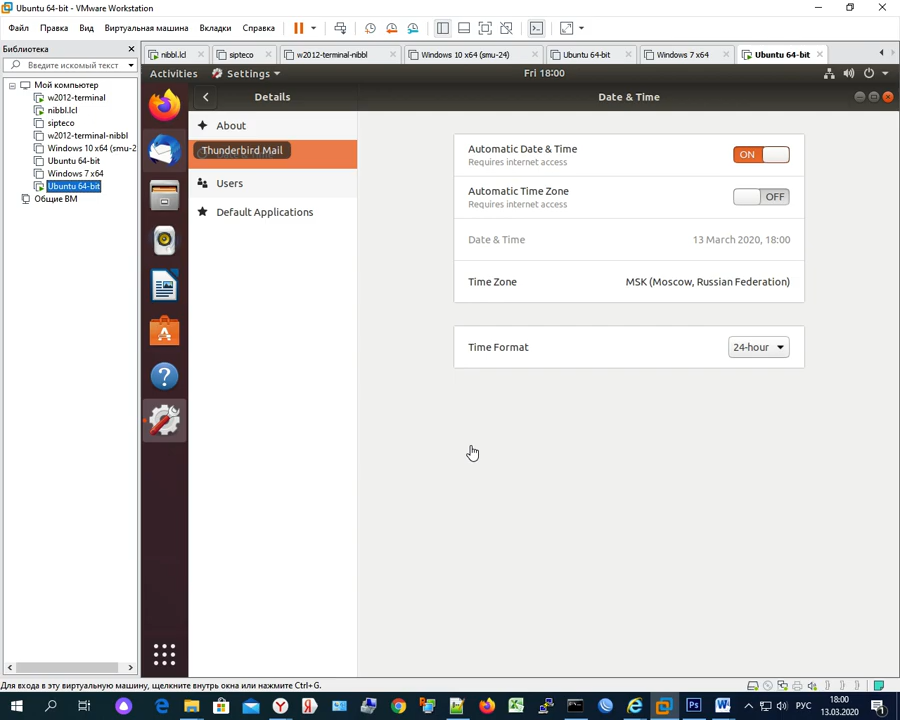 Ubuntu 64-bit - VMware Workstation
Файл Правка Вид Виртуальная машина Вкладки Справка
Библиотека
Введите искомый текст
Мой компьютер
w2012-terminal
nibbl.lcl
sipteco
w2012-terminal-nibbl
Windows 10 x64 (smu-2
Ubuntu 64-bit
Windows 7 x64
Ubuntu 64-bit
Общие ВМ
nibbl.lcl sipteco w2012-terminal-nibbl Windows 10 x64 (smu-24) Ubuntu 64-bit Windows 7 x64 Ubuntu 64-bit
Activities Settings Fri 18:00
Details Date & Time
About
Thunderbird Mail
Users
Default Applications
Automatic Date & Time
Requires internet access
ON
Automatic Time Zone
Requires internet access
OFF
Date & Time 13 March 2020, 18:00
Time Zone MSK (Moscow, Russian Federation)
Time Format 24-hour
Для входа в эту виртуальную машину, щелкните внутрь окна или нажмите Ctrl+G.
РУС
18:00
13.03.2020
1